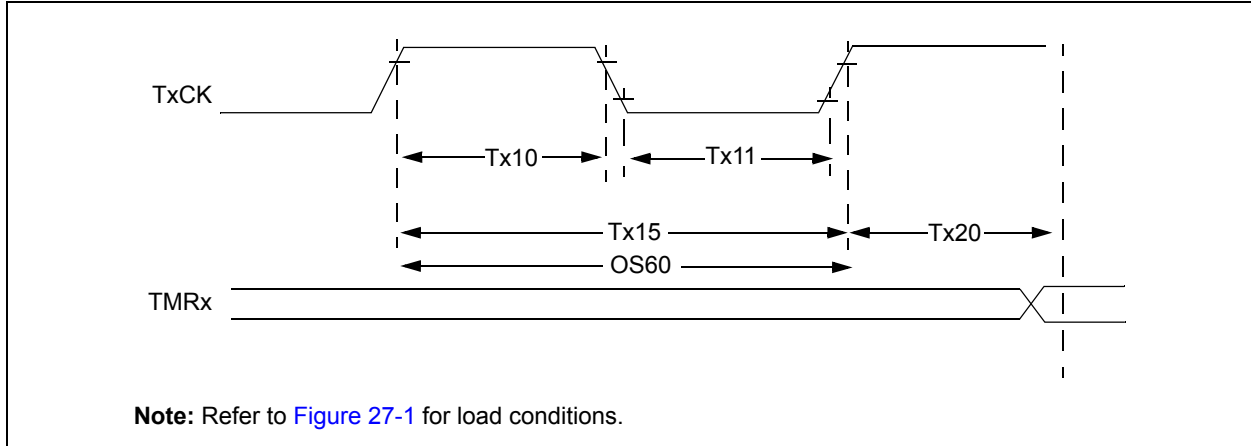 TxCK
Tx10
Tx11
Tx15
Tx20
OS60
TMRx
Note: Refer to Figure 27-1 for load conditions.